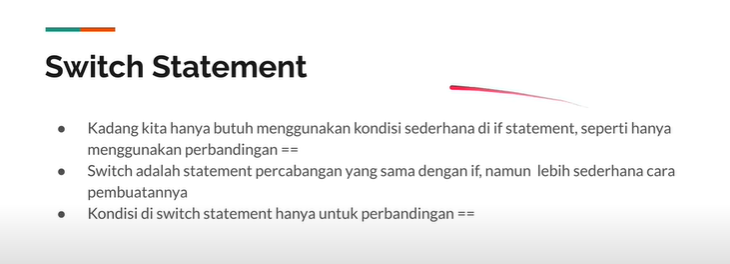 Switch Statement
● Kadang kita hanya butuh menggunakan kondisi sederhana di if statement, seperti hanya
menggunakan perbandingan ==
● Switch adalah statement percabangan yang sama dengan if, namun lebih sederhana cara
pembuatannya
● Kondisi di switch statement hanya untuk perbandingan ==